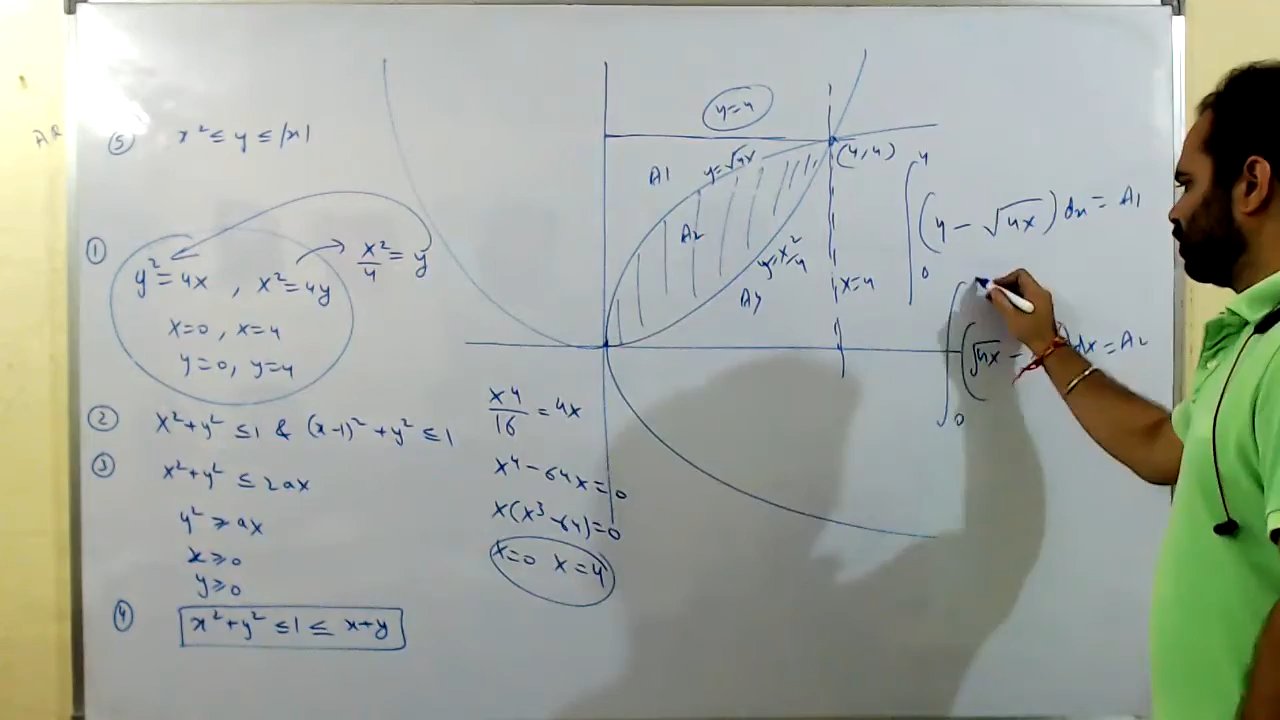 ⑤ x² ≤ y ≤ |x|
① y² = 4x , x² = 4y
x²/4 = y
x=0 , x=4
y=0, y=4
② x²+y² ≤ 1 & (x-1)² + y² ≤ 1
③ x²+y² ≤ 2ax
y² ≥ ax
x ≥ 0
y ≥ 0
④ x²+y² ≤ 1 ≤ x+y
x4/16 = 4x
x⁴ - 64x = 0
x(x³-64)=0
x=0 x=4
y=4
A1
y=√4x
(4,4)
A2
y=x²/4
A3
x=4
∫₀⁴ (4 - √4x) dx = A1
∫₀ (√4x - ) dx = A2